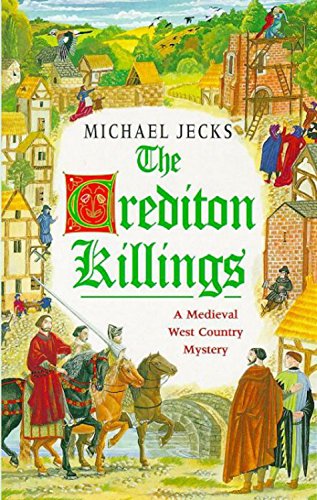 MICHAEL JECKS
The
Crediton
Killings
A Medieval
West Country
Mystery